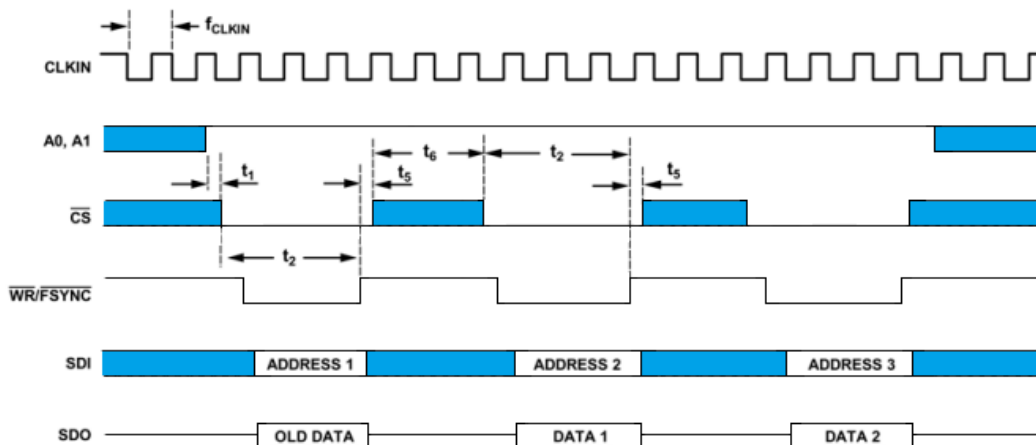 fCLKIN
CLKIN
A0, A1
t6 t2
t1 t5 t5
CS
t2
WR/FSYNC
SDI ADDRESS 1 ADDRESS 2 ADDRESS 3
SDO OLD DATA DATA 1 DATA 2